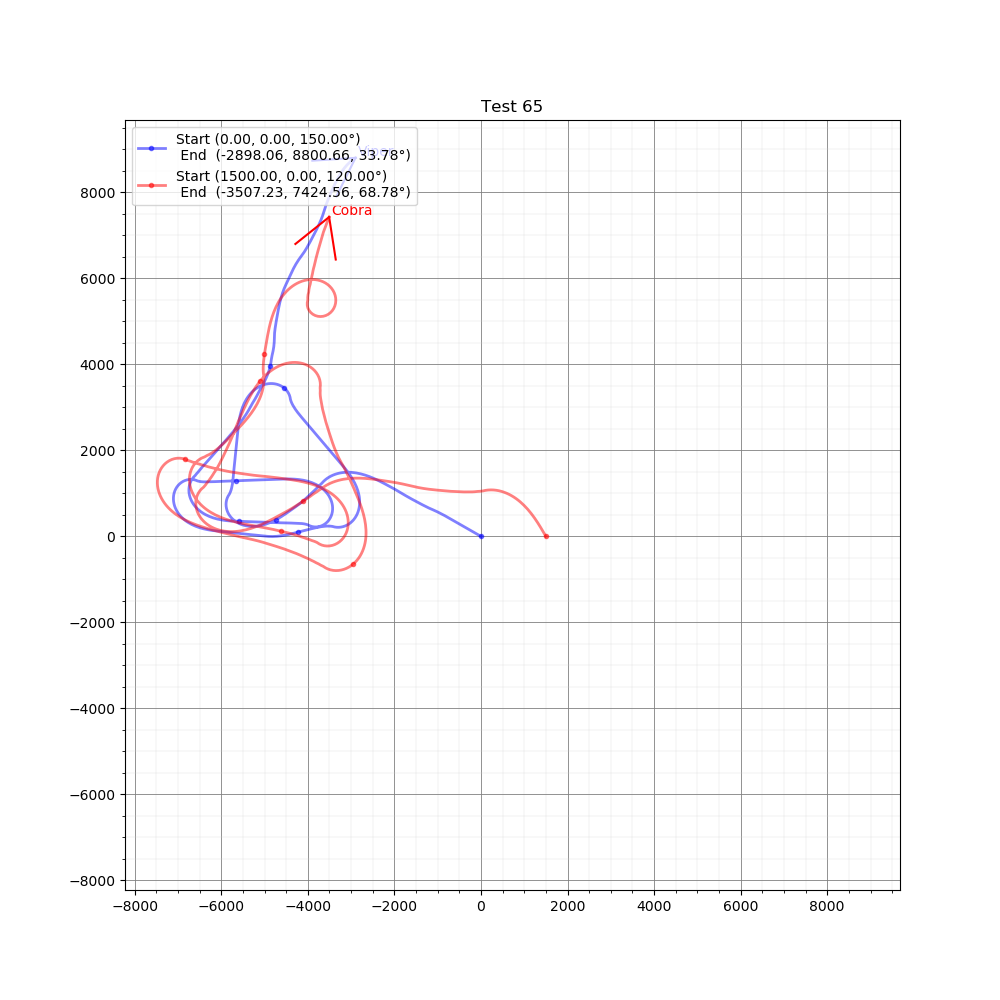 Test 65
Start (0.00, 0.00, 150.00°)
End (-2898.06, 8800.66, 33.78°)
Start (1500.00, 0.00, 120.00°)
End (-3507.23, 7424.56, 68.78°)
Cobra
8000
6000
4000
2000
0
−2000
−4000
−6000
−8000
−8000 −6000 −4000 −2000 0 2000 4000 6000 8000